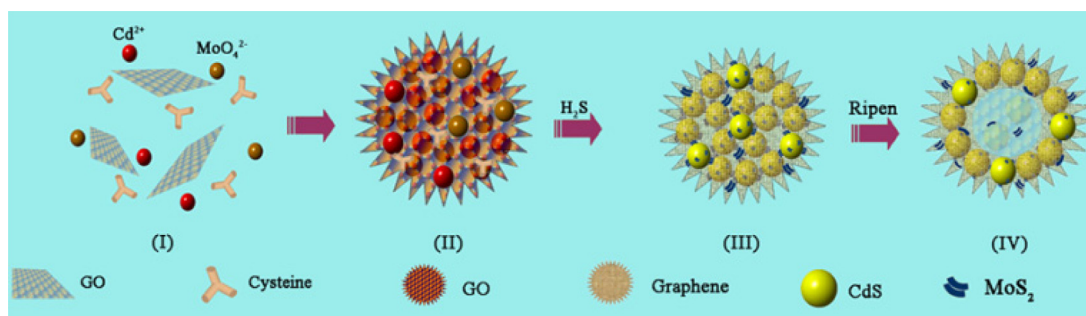 Cd²⁺
MoO₄²⁻
H₂S
Ripen
(I)
(II)
(III)
(IV)
GO
Cysteine
GO
Graphene
CdS
MoS₂